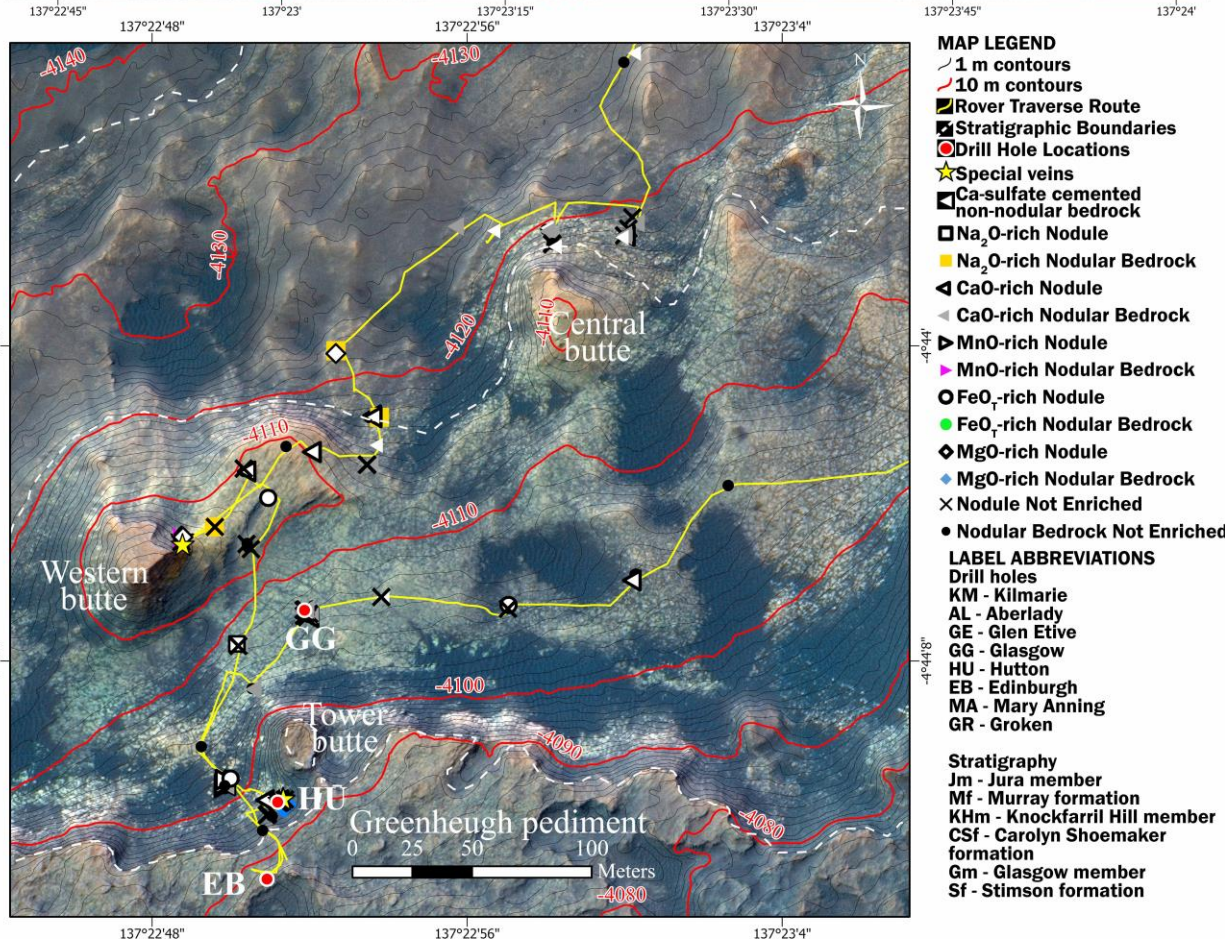 137°22'45" 137°23' 137°23'15" 137°23'30" 137°23'45" 137°24'
137°22'48" 137°22'56" 137°23'4"
-4140
-4130
N
-4130
-4120
-4110
Central
butte
-4°44'
-4110
-4110
Western
butte
GG
-4°44'8"
-4100
Tower
butte
-4090
HU
Greenheugh pediment
-4080
0 25 50 100
Meters
EB
-4080
137°22'48" 137°22'56" 137°23'4"
MAP LEGEND
1 m contours
10 m contours
Rover Traverse Route
Stratigraphic Boundaries
Drill Hole Locations
Special veins
Ca-sulfate cemented
non-nodular bedrock
Na2O-rich Nodule
Na2O-rich Nodular Bedrock
CaO-rich Nodule
CaO-rich Nodular Bedrock
MnO-rich Nodule
MnO-rich Nodular Bedrock
FeOT-rich Nodule
FeOT-rich Nodular Bedrock
MgO-rich Nodule
MgO-rich Nodular Bedrock
Nodule Not Enriched
Nodular Bedrock Not Enriched
LABEL ABBREVIATIONS
Drill holes
KM - Kilmarie
AL - Aberlady
GE - Glen Etive
GG - Glasgow
HU - Hutton
EB - Edinburgh
MA - Mary Anning
GR - Groken
Stratigraphy
Jm - Jura member
Mf - Murray formation
KHm - Knockfarril Hill member
CSf - Carolyn Shoemaker
formation
Gm - Glasgow member
Sf - Stimson formation